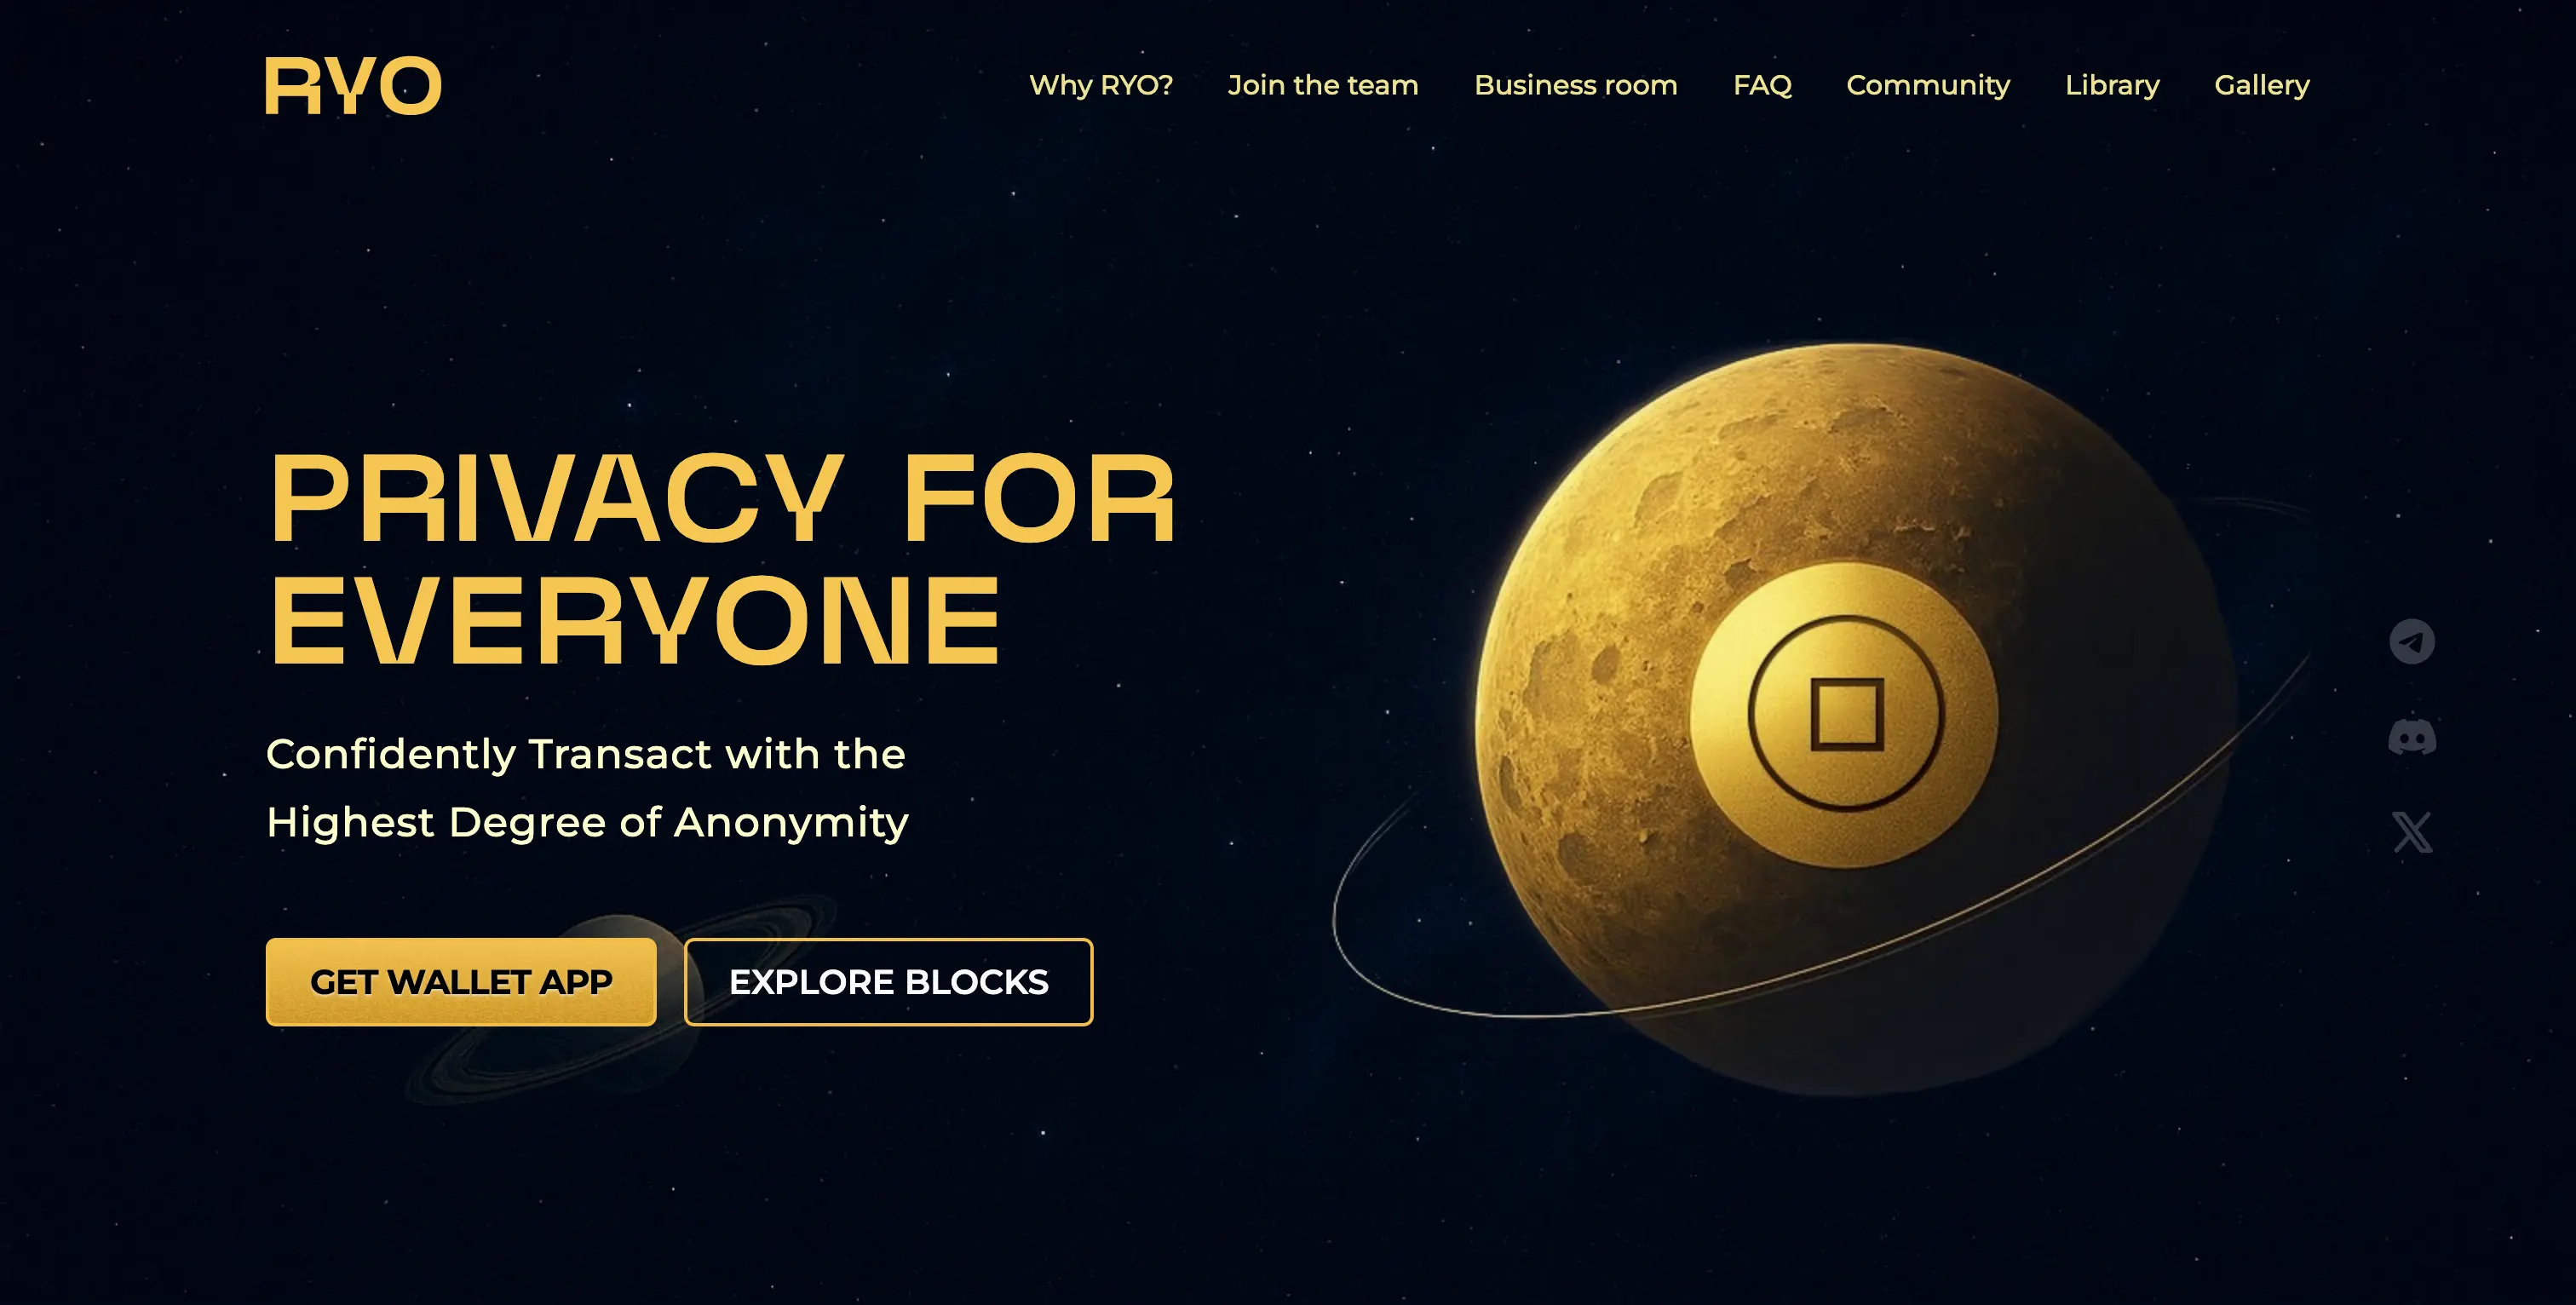 RYO
Why RYO? Join the team Business room FAQ Community Library Gallery
PRIVACY FOR
EVERYONE
Confidently Transact with the
Highest Degree of Anonymity
GET WALLET APP EXPLORE BLOCKS